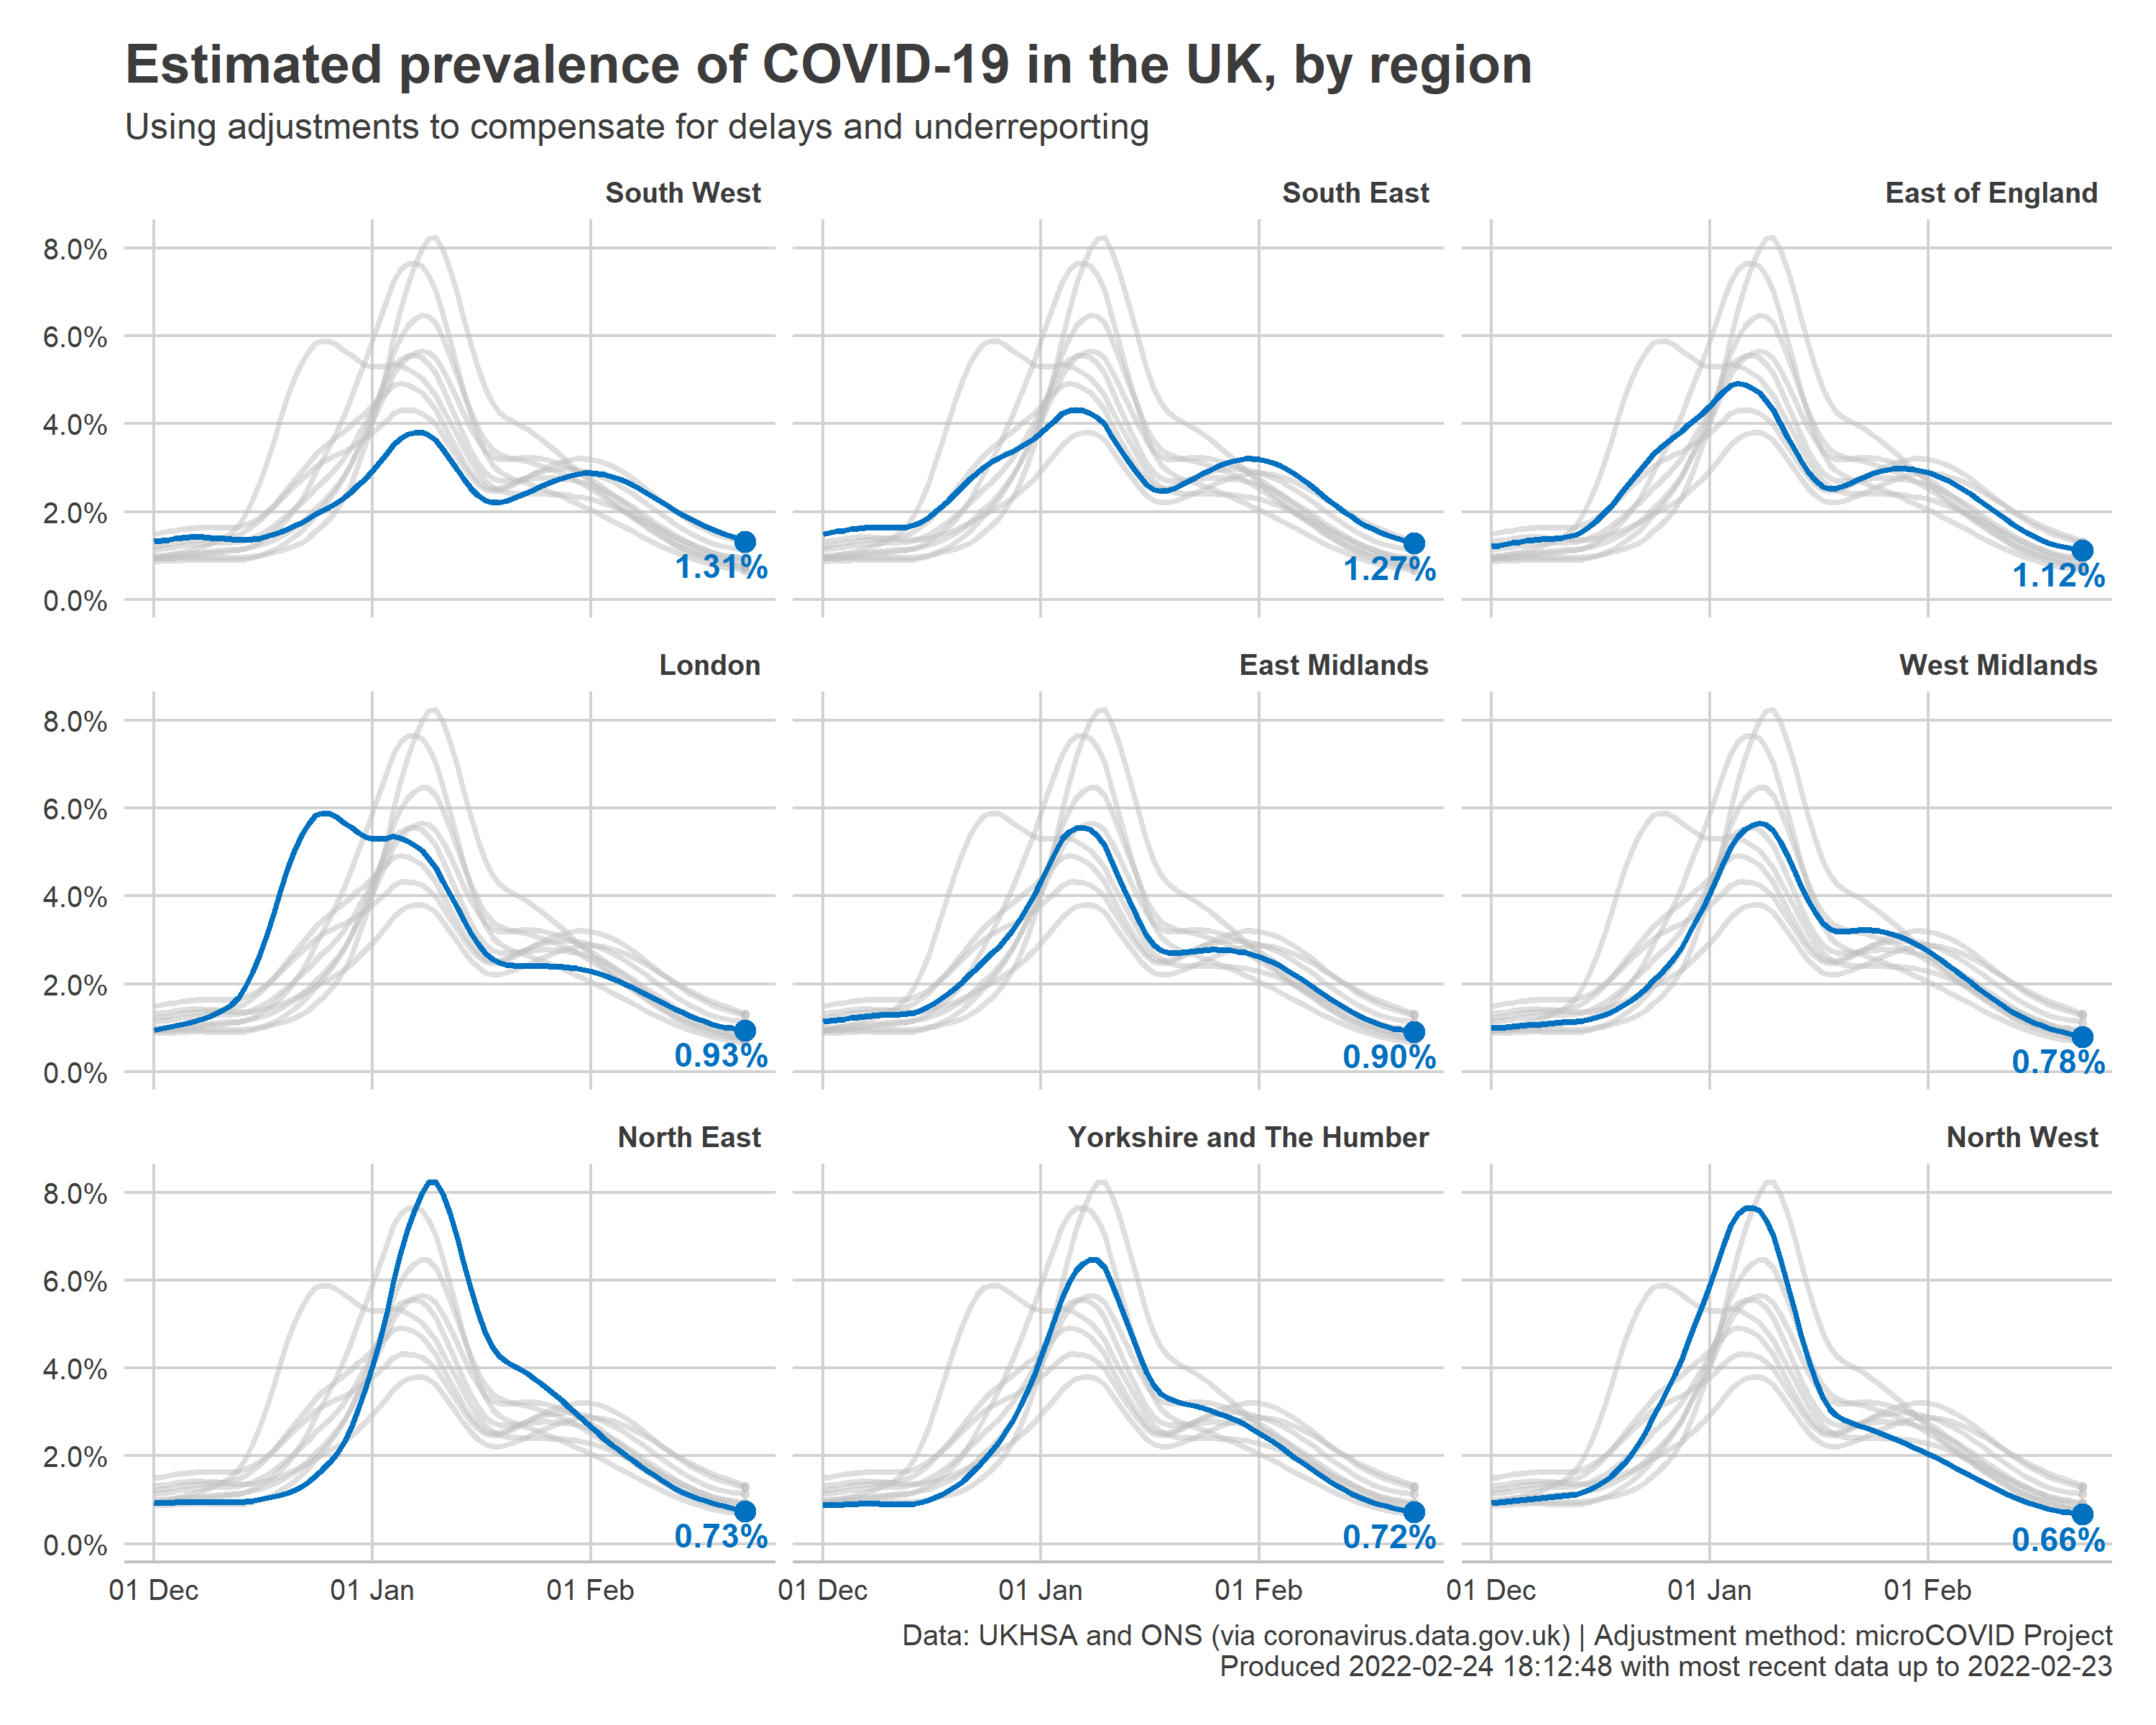 Estimated prevalence of COVID-19 in the UK, by region
Using adjustments to compensate for delays and underreporting
South West
South East
East of England
8.0%
6.0%
4.0%
2.0%
0.0%
1.31%
1.27%
1.12%
London
East Midlands
West Midlands
8.0%
6.0%
4.0%
2.0%
0.0%
0.93%
0.90%
0.78%
North East
Yorkshire and The Humber
North West
8.0%
6.0%
4.0%
2.0%
0.0%
0.73%
0.72%
0.66%
01 Dec 01 Jan 01 Feb
01 Dec 01 Jan 01 Feb
01 Dec 01 Jan 01 Feb
Data: UKHSA and ONS (via coronavirus.data.gov.uk) | Adjustment method: microCOVID Project
Produced 2022-02-24 18:12:48 with most recent data up to 2022-02-23